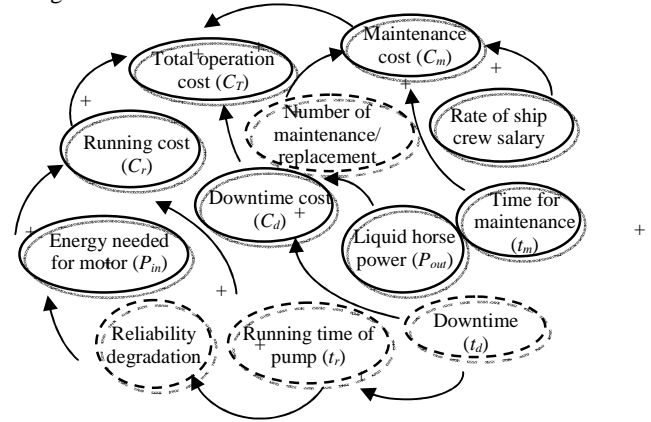 Maintenance
cost (Cm)
Total operation
cost (CT)
+
+
+
+
Number of
maintenance/
replacement
Rate of ship
crew salary
+
Running cost
(Cr)
Downtime cost
(Cd)
+
Time for
maintenance
(tm)
+
+
Energy needed
for motor (Pin)
+
Liquid horse
power (Pout)
+
Reliability
degradation
Running time of
pump (tr)
+
Downtime
(td)